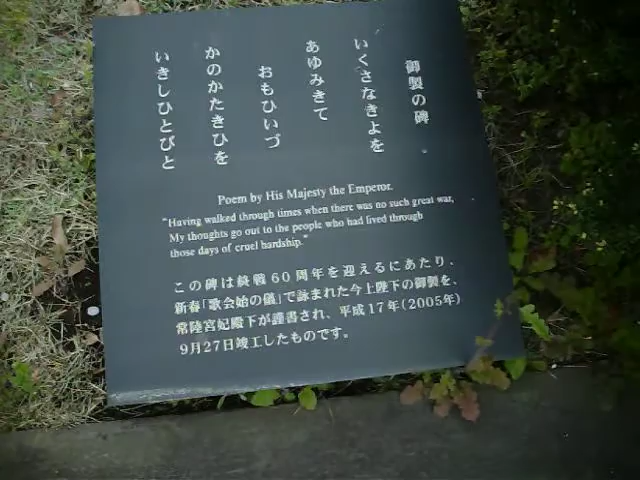 御製の碑
いくさなきよを
あゆみきて
おもひいづ
かのかたきひを
いきしひとびと
Poem by His Majesty the Emperor.
"Having walked through times when there was no such great war,
My thoughts go out to the people who had lived through
those days of cruel hardship."
この碑は終戦60周年を迎えるにあたり、
新春「歌会始の儀」で詠まれた今上陛下の御製を、
常陸宮妃殿下が謹書され、平成17年(2005年)
9月27日竣工したものです。